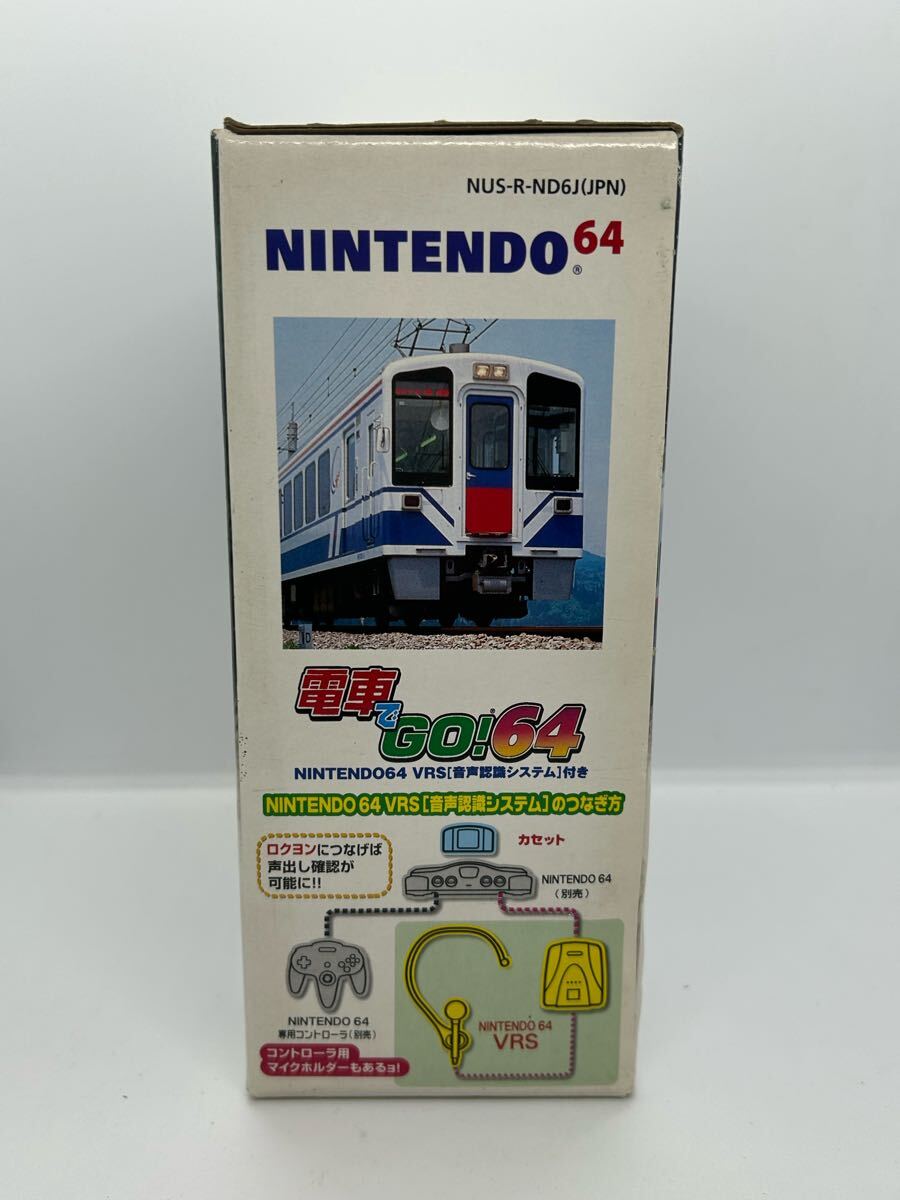 NUS-R-ND6J(JPN)
NINTENDO®64
電車でGO!64
NINTENDO64 VRS[音声認識システム]付き
NINTENDO 64 VRS[音声認識システム]のつなぎ方
ロクヨンにつなげば
声出し確認が
可能に!!
カセット
NINTENDO 64
(別売)
NINTENDO 64
専用コントローラ(別売)
NINTENDO 64
VRS
コントローラ用
マイクホルダーもあるヨ!